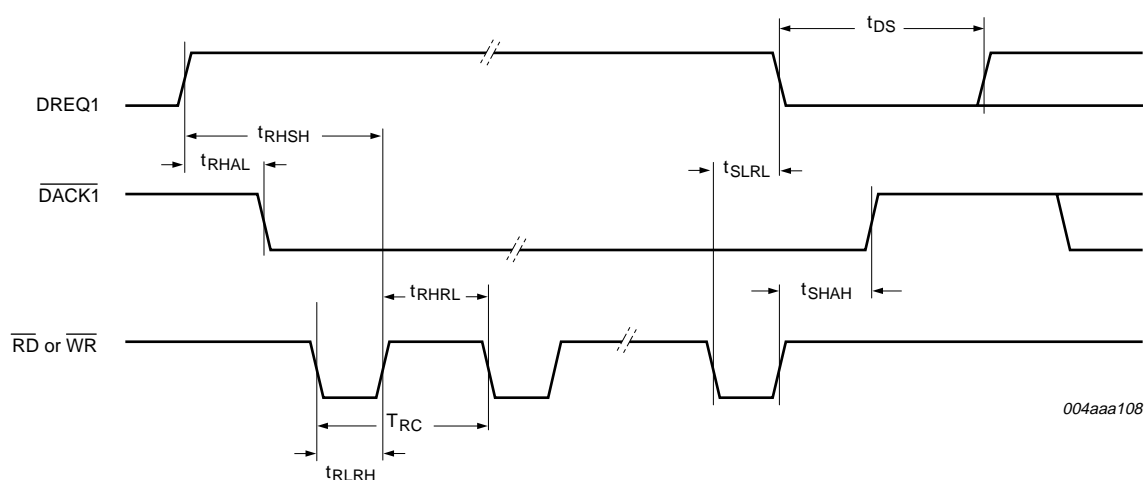 tDS
DREQ1
tRHSH
tRHAL
tSLRL
DACK1
tRHRL
tSHAH
RD or WR
004aaa108
TRC
tRLRH